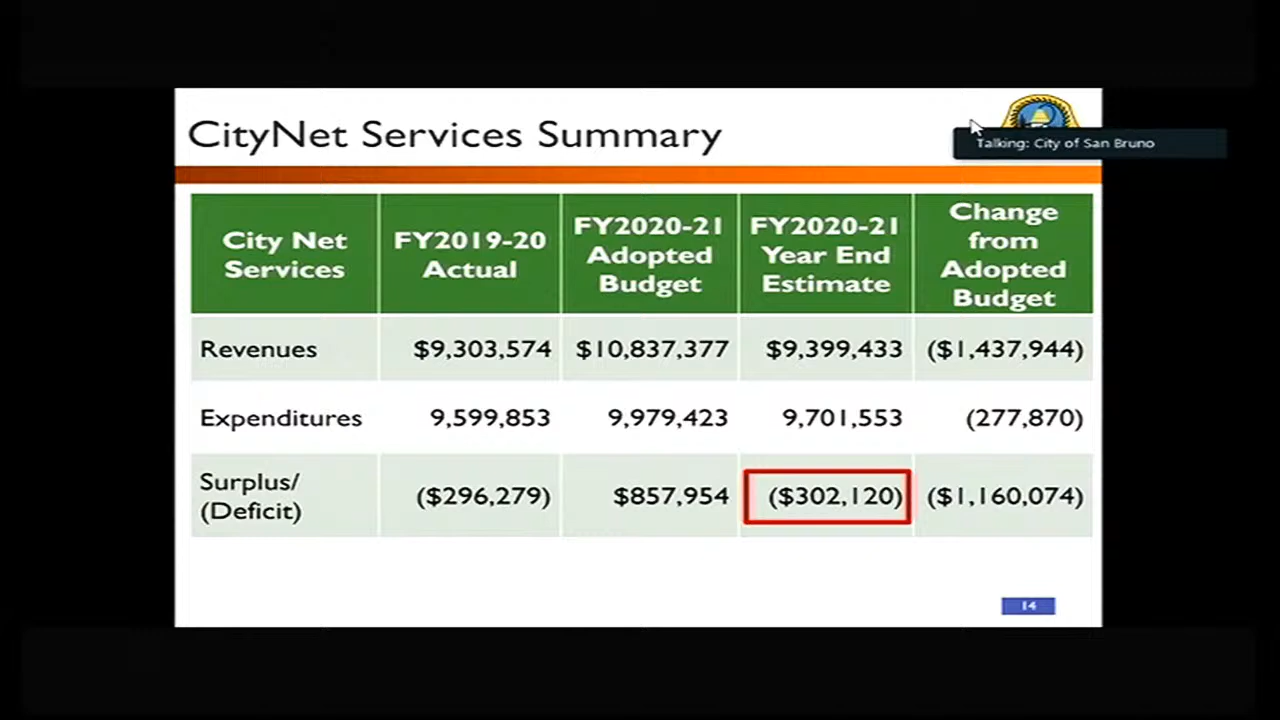 CityNet Services Summary
Talking: City of San Bruno
City Net Services
FY2019-20 Actual
FY2020-21 Adopted Budget
FY2020-21 Year End Estimate
Change from Adopted Budget
Revenues $9,303,574 $10,837,377 $9,399,433 ($1,437,944)
Expenditures 9,599,853 9,979,423 9,701,553 (277,870)
Surplus/ (Deficit) ($296,279) $857,954 ($302,120) ($1,160,074)
14